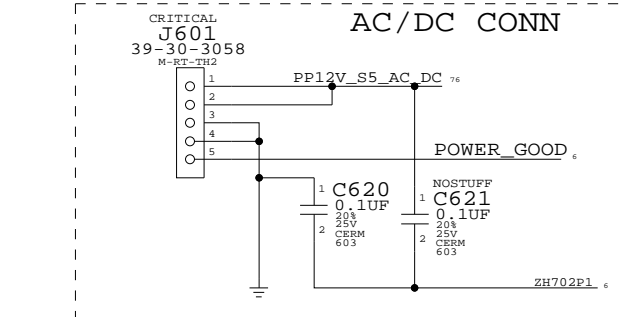 AC/DC CONN
CRITICAL
J601
39-30-3058
M-RT-TH2
1
PP12V_S5_AC_DC 76
2
3
4
5
POWER_GOOD 6
1 C620
0.1UF
20%
25V
2 CERM
603
NOSTUFF
1 C621
0.1UF
20%
25V
2 CERM
603
ZH702P1 6